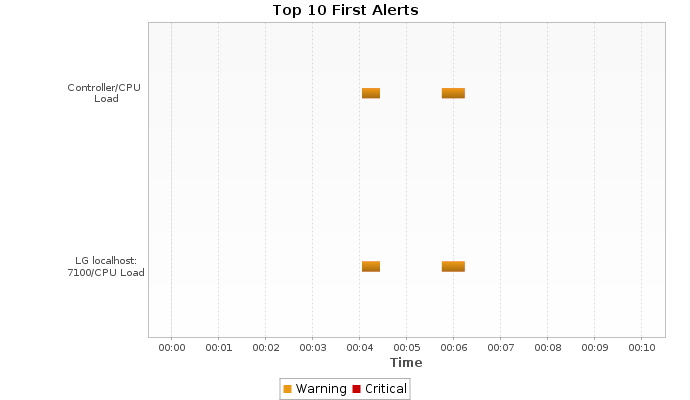 Top 10 First Alerts
Controller/CPU
Load
LG localhost:
7100/CPU Load
00:00 00:01 00:02 00:03 00:04 00:05 00:06 00:07 00:08 00:09 00:10
Time
Warning Critical